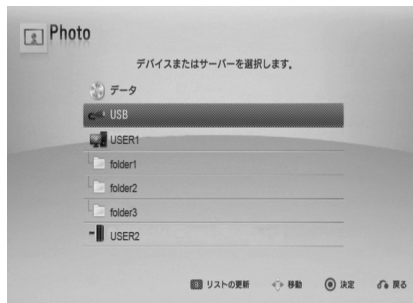 Photo
デバイスまたはサーバーを選択します。
データ
USB
USER1
folder1
folder2
folder3
USER2
リストの更新 移動 決定 戻る